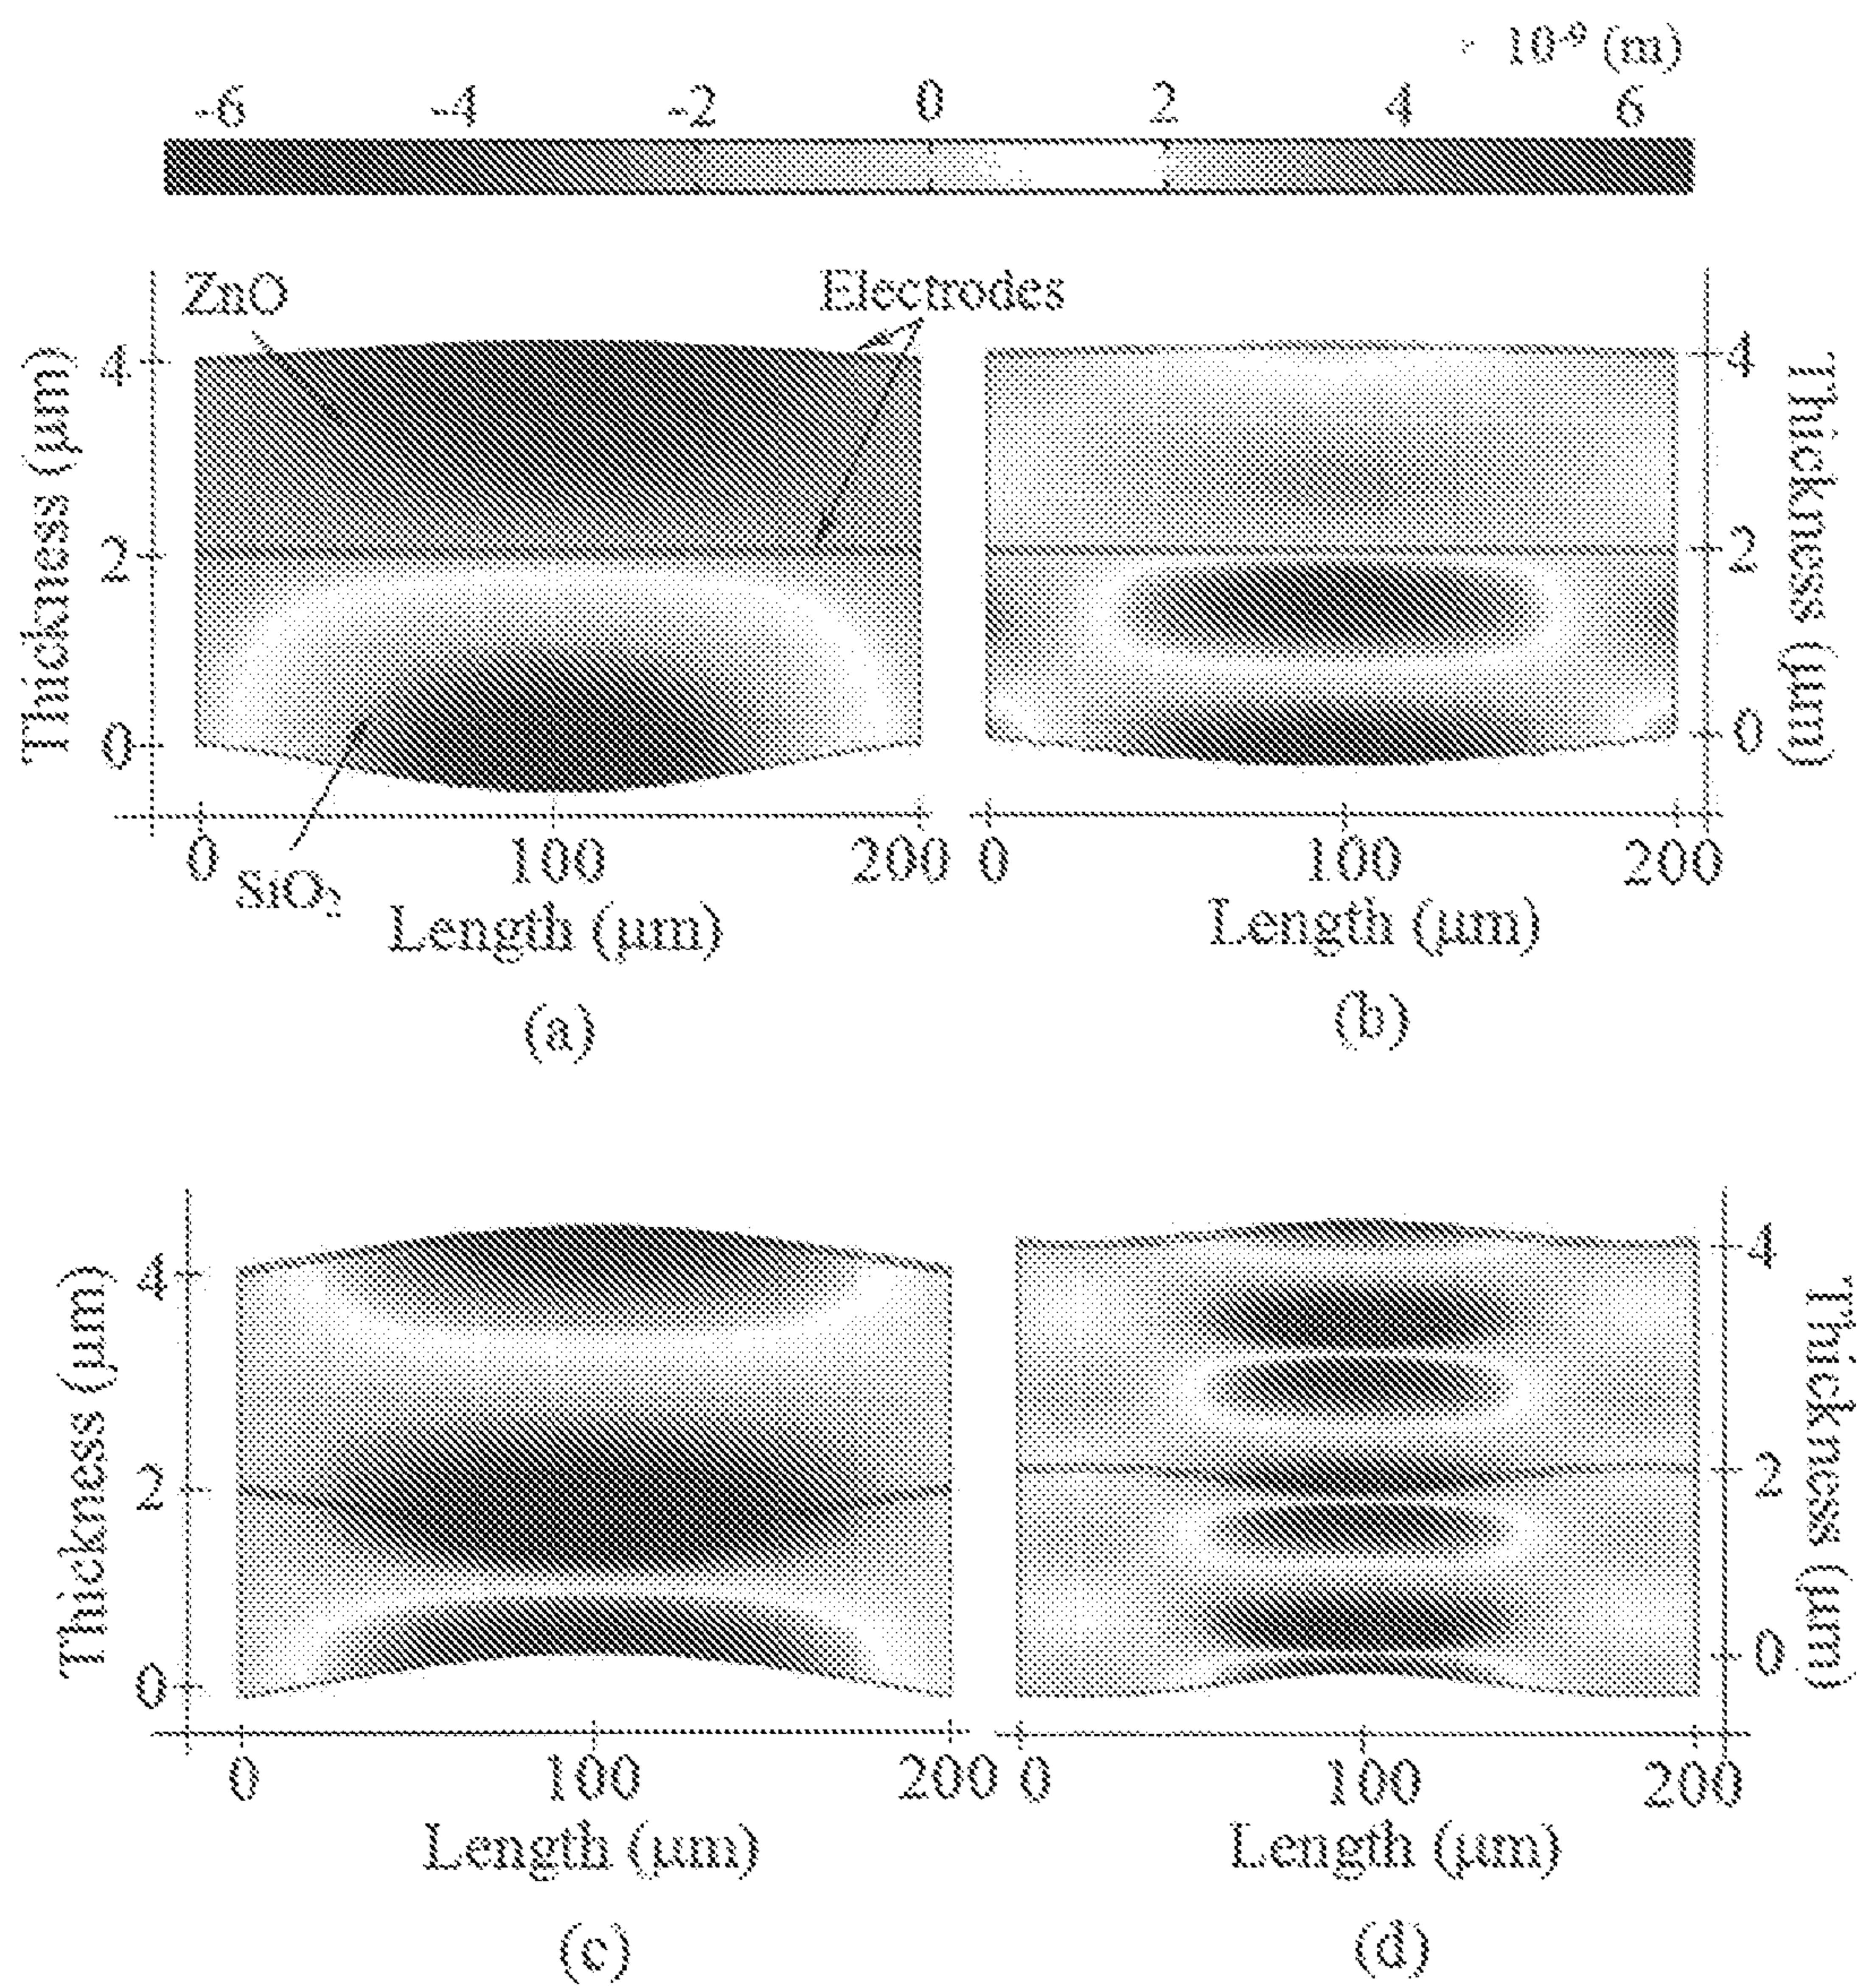 10⁻⁹ (m)
-6 -4 -2 0 2 4 6
ZnO Electrodes
Thickness (μm) 4 2 0
4 2 0 Thickness (μm)
0 100 200 0 100 200
SiO₂
Length (μm) Length (μm)
(a) (b)
Thickness (μm) 4 2 0
4 2 0 Thickness (μm)
0 100 200 0 100 200
Length (μm) Length (μm)
(c) (d)